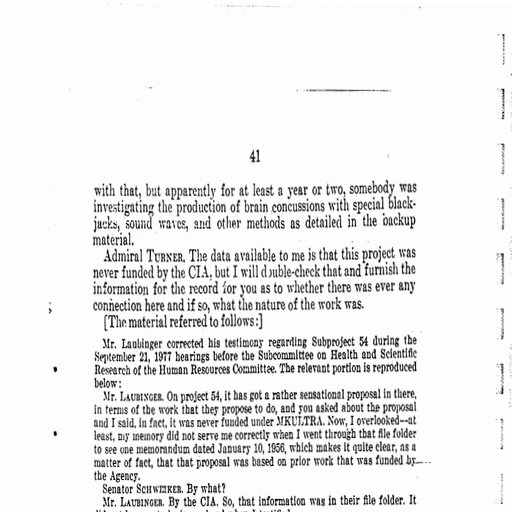 41
with that, but apparently for at least a year or two, somebody was
investigating the production of brain concussions with special black-
jacks, sound waves, and other methods as detailed in the backup
material.
Admiral TURNER. The data available to me is that this project was
never funded by the CIA, but I will double-check that and furnish the
information for the record for you as to whether there was ever any
connection here and if so, what the nature of the work was.
[The material referred to follows:]
Mr. Laubinger corrected his testimony regarding Subproject 54 during the
September 21, 1977 hearings before the Subcommittee on Health and Scientific
Research of the Human Resources Committee. The relevant portion is reproduced
below:
Mr. LAUBINGER. On project 54, it has got a rather sensational proposal in there,
in terms of the work that they propose to do, and you asked about the proposal
and I said, in fact, it was never funded under MKULTRA. Now, I overlooked—at
least, my memory did not serve me correctly when I went through that file folder
to see one memorandum dated January 10, 1956, which makes it quite clear, as a
matter of fact, that that proposal was based on prior work that was funded by
the Agency.
Senator SCHWEIKER. By what?
Mr. LAUBINGER. By the CIA. So, that information was in their file folder. It